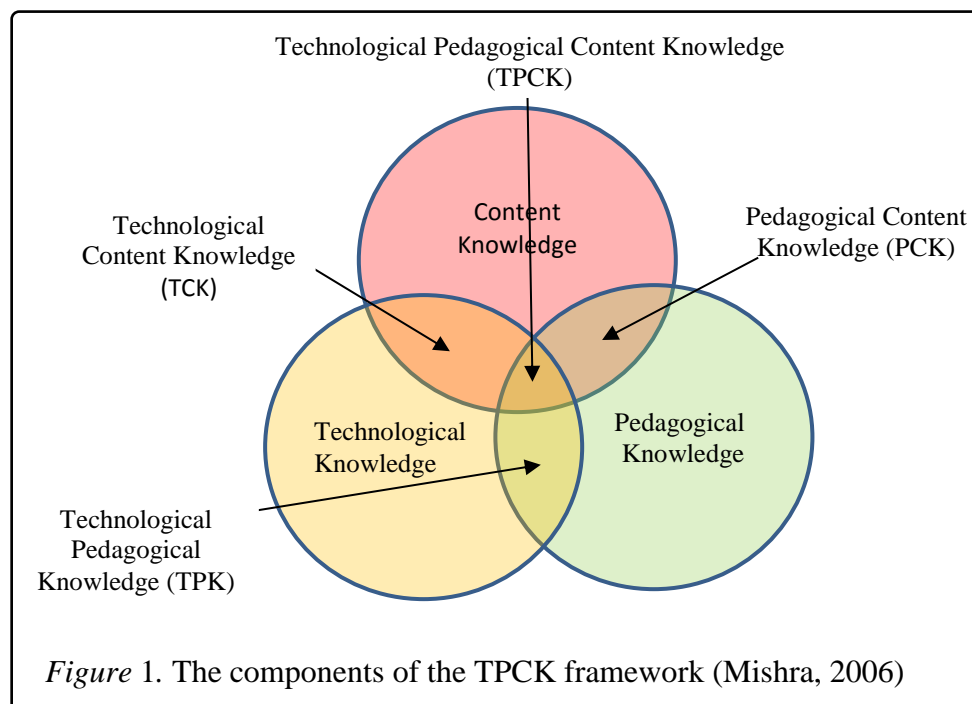 Technological Pedagogical Content Knowledge
(TPCK)
Content
Knowledge
Technological
Content Knowledge
(TCK)
Pedagogical Content
Knowledge (PCK)
Technological
Knowledge
Pedagogical
Knowledge
Technological
Pedagogical
Knowledge (TPK)
Figure 1. The components of the TPCK framework (Mishra, 2006)